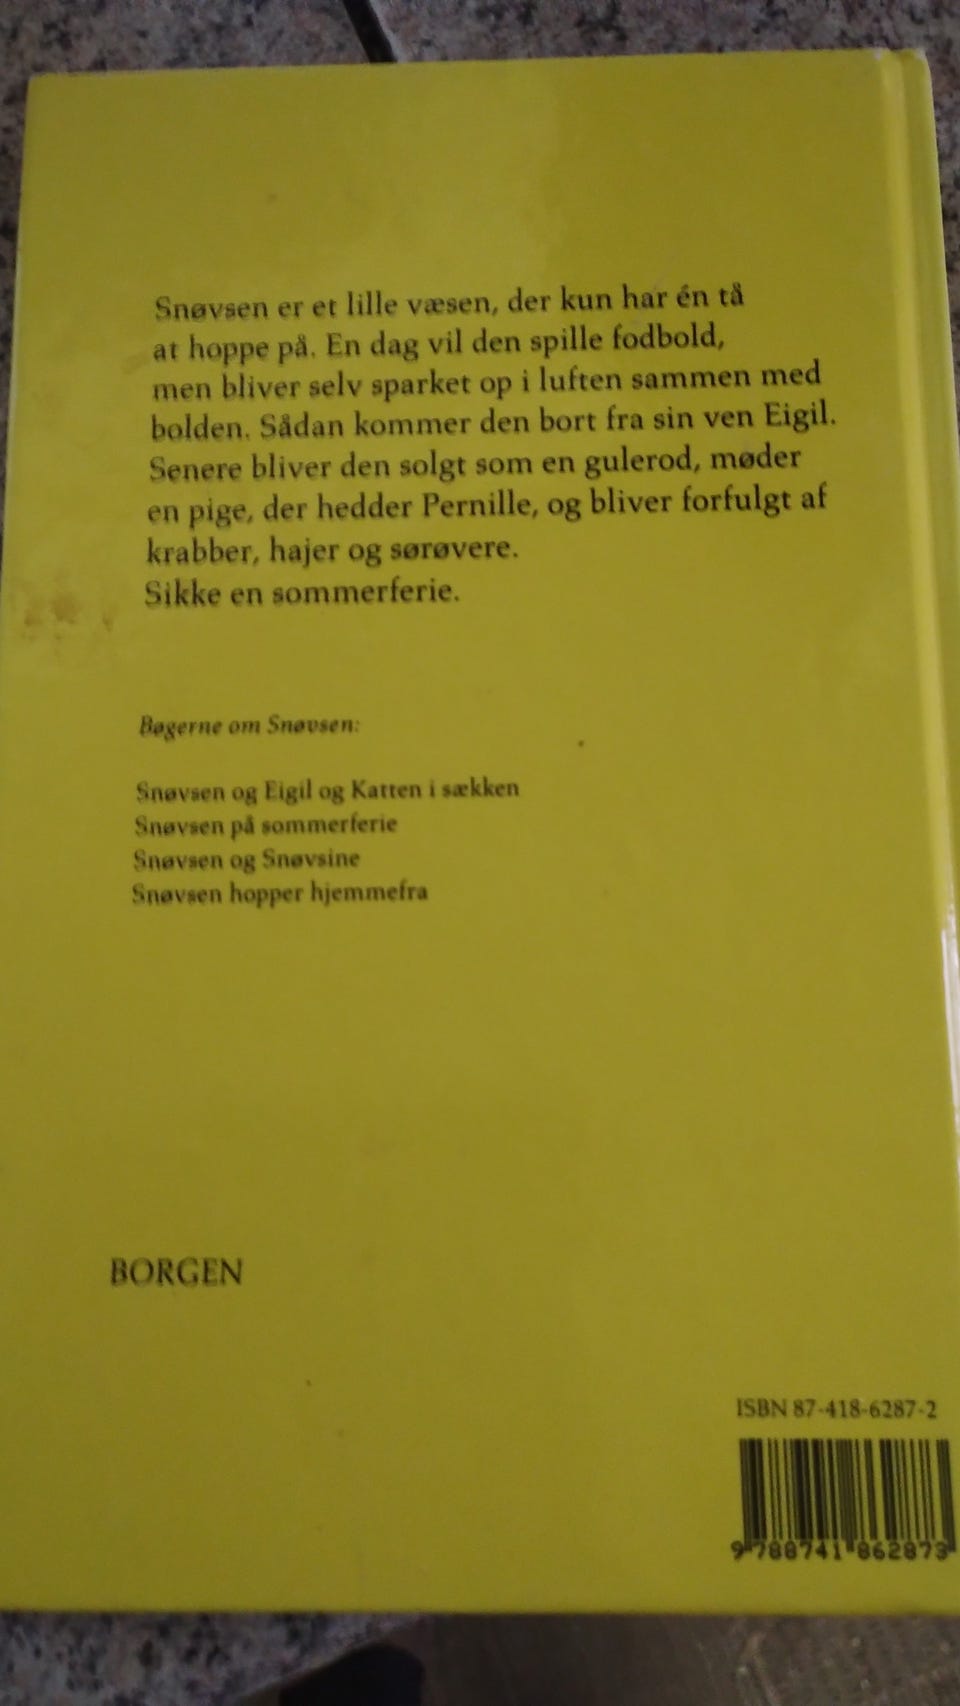 Snøvsen er et lille væsen, der kun har én tå
at hoppe på. En dag vil den spille fodbold,
men bliver selv sparket op i luften sammen med
bolden. Sådan kommer den bort fra sin ven Eigil.
Senere bliver den solgt som en gulerod, møder
en pige, der hedder Pernille, og bliver forfulgt af
krabber, hajer og sørøvere.
Sikke en sommerferie.
Bøgerne om Snøvsen:
Snøvsen og Eigil og Katten i sækken
Snøvsen på sommerferie
Snøvsen og Snøvsine
Snøvsen hopper hjemmefra
BORGEN
ISBN 87-418-6287-2
9 788741 862873